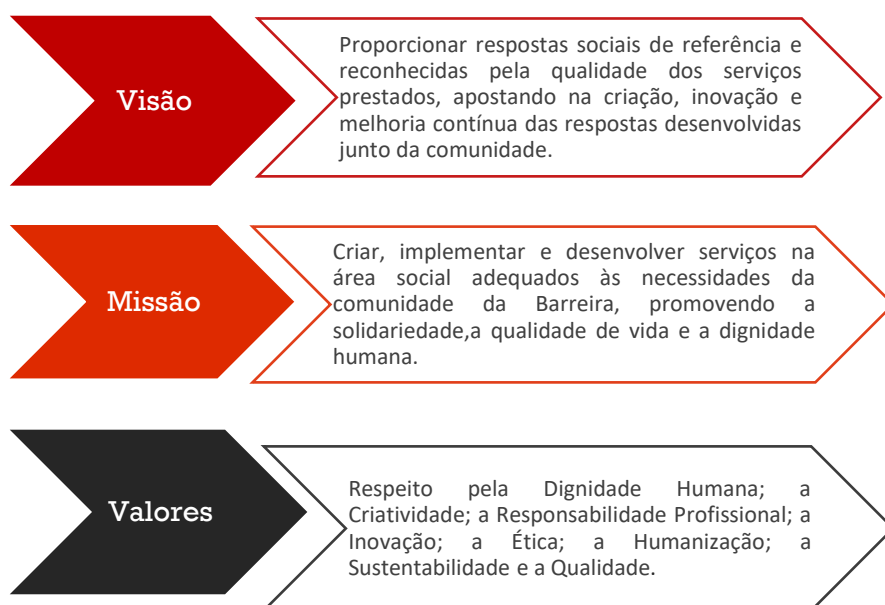 Visão
Proporcionar respostas sociais de referência e
reconhecidas pela qualidade dos serviços
prestados, apostando na criação, inovação e
melhoria contínua das respostas desenvolvidas
junto da comunidade.
Missão
Criar, implementar e desenvolver serviços na
área social adequados às necessidades da
comunidade da Barreira, promovendo a
solidariedade,a qualidade de vida e a dignidade
humana.
Valores
Respeito pela Dignidade Humana; a
Criatividade; a Responsabilidade Profissional; a
Inovação; a Ética; a Humanização; a
Sustentabilidade e a Qualidade.